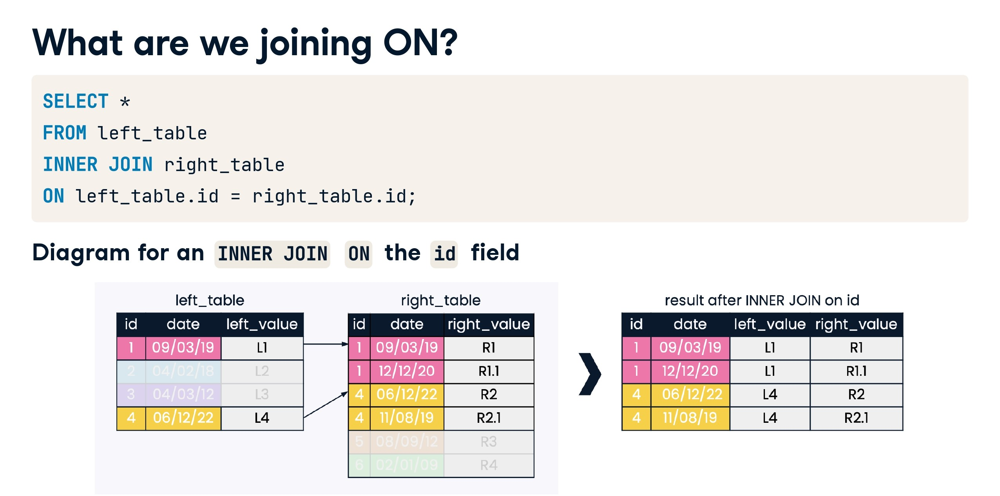 What are we joining ON?
SELECT *
FROM left_table
INNER JOIN right_table
ON left_table.id = right_table.id;
Diagram for an INNER JOIN ON the id field
left_table
id date left_value
1 09/03/19 L1
2 04/02/18 L2
3 04/03/12 L3
4 06/12/22 L4
right_table
id date right_value
1 09/03/19 R1
1 12/12/20 R1.1
4 06/12/22 R2
4 11/08/19 R2.1
5 08/09/12 R3
6 02/01/09 R4
result after INNER JOIN on id
id date left_value right_value
1 09/03/19 L1 R1
1 12/12/20 L1 R1.1
4 06/12/22 L4 R2
4 11/08/19 L4 R2.1